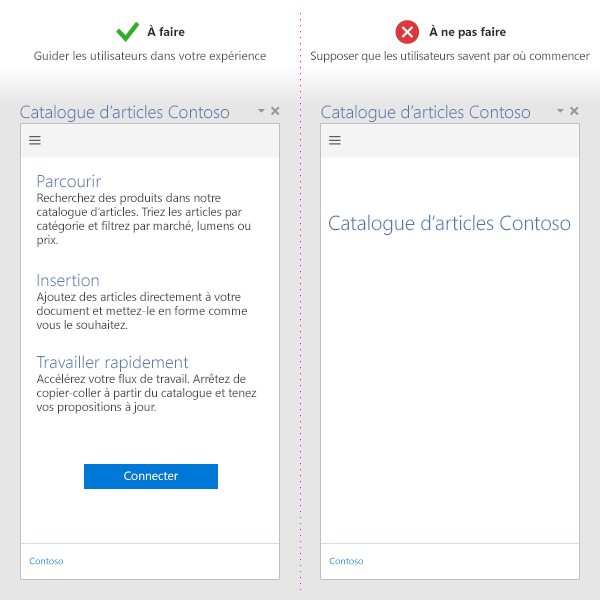 À faire
Guider les utilisateurs dans votre expérience
Catalogue d’articles Contoso
Parcourir
Recherchez des produits dans notre
catalogue d’articles. Triez les articles par
catégorie et filtrez par marché, lumens ou
prix.
Insertion
Ajoutez des articles directement à votre
document et mettez-le en forme comme
vous le souhaitez.
Travailler rapidement
Accélérez votre flux de travail. Arrêtez de
copier-coller à partir du catalogue et tenez
vos propositions à jour.
Connecter
Contoso
À ne pas faire
Supposer que les utilisateurs savent par où commencer
Catalogue d’articles Contoso
Catalogue d’articles Contoso
Contoso